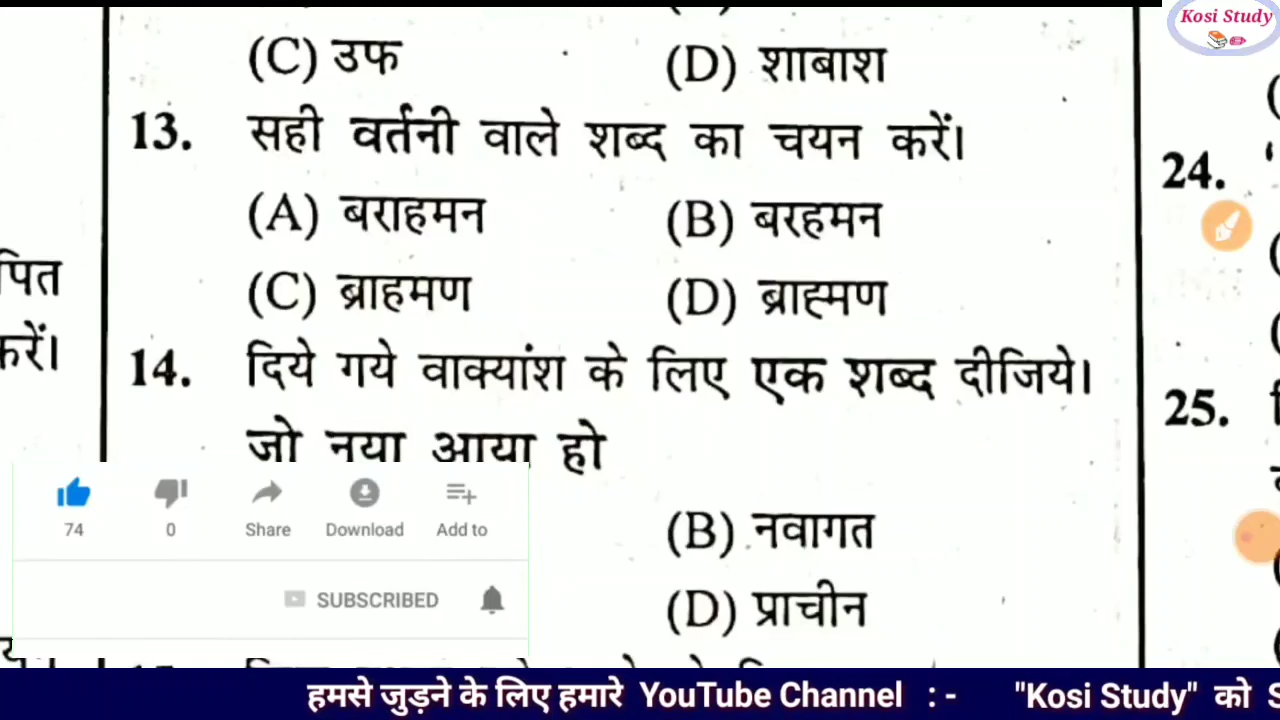 Kosi Study
(C) उफ (D) शाबाश
13. सही वर्तनी वाले शब्द का चयन करें।
(A) बराहमन (B) बरहमन
(C) ब्राहमण (D) ब्राह्मण
14. दिये गये वाक्यांश के लिए एक शब्द दीजिये।
जो नया आया हो
(B) नवागत
(D) प्राचीन
पित
करें।
24.
25.
74 0 Share Download Add to
SUBSCRIBED
हमसे जुड़ने के लिए हमारे YouTube Channel : - "Kosi Study" को S